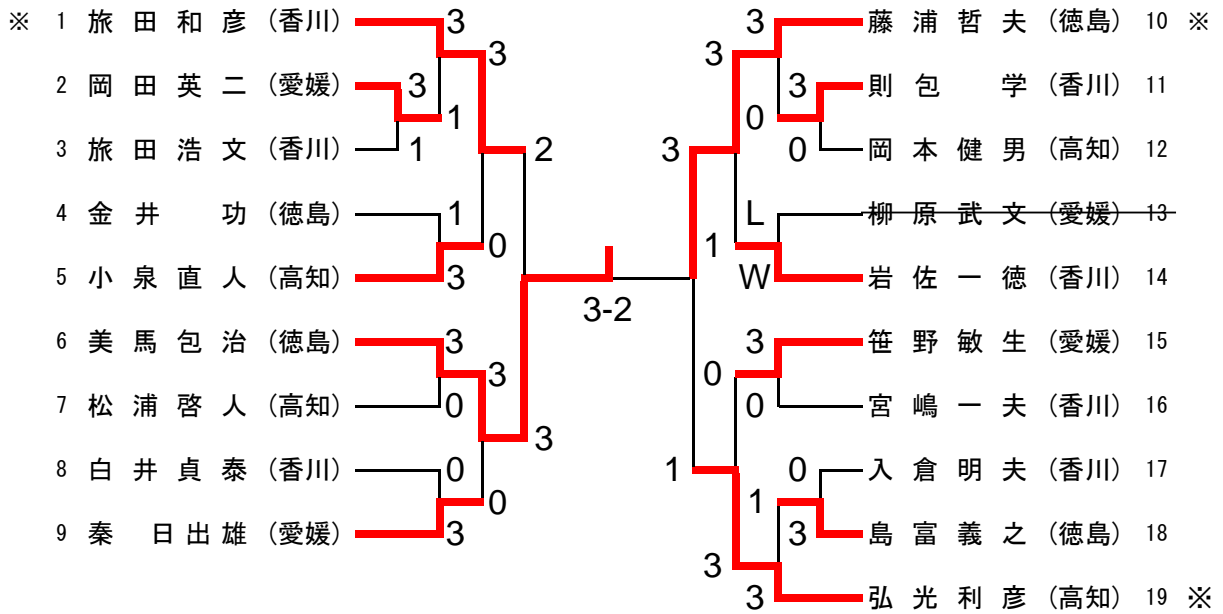 ※ 1 旅田和彦 (香川) 3 3 藤浦哲夫 (徳島) 10 ※
3 3
2 岡田英二 (愛媛) 3 3 則包 学 (香川) 11
1 0
3 旅田浩文 (香川) 1 2 3 0 岡本健男 (高知) 12
4 金井 功 (徳島) 1 L 柳原武文 (愛媛) 13
0 1
5 小泉直人 (高知) 3 W 岩佐一徳 (香川) 14
3-2
6 美馬包治 (徳島) 3 3 笹野敏生 (愛媛) 15
3 0
7 松浦啓人 (高知) 0 0 宮嶋一夫 (香川) 16
3
8 白井貞泰 (香川) 0 1 0 入倉明夫 (香川) 17
0 1
9 秦 日出雄 (愛媛) 3 3 島富義之 (徳島) 18
3
3 弘光利彦 (高知) 19 ※